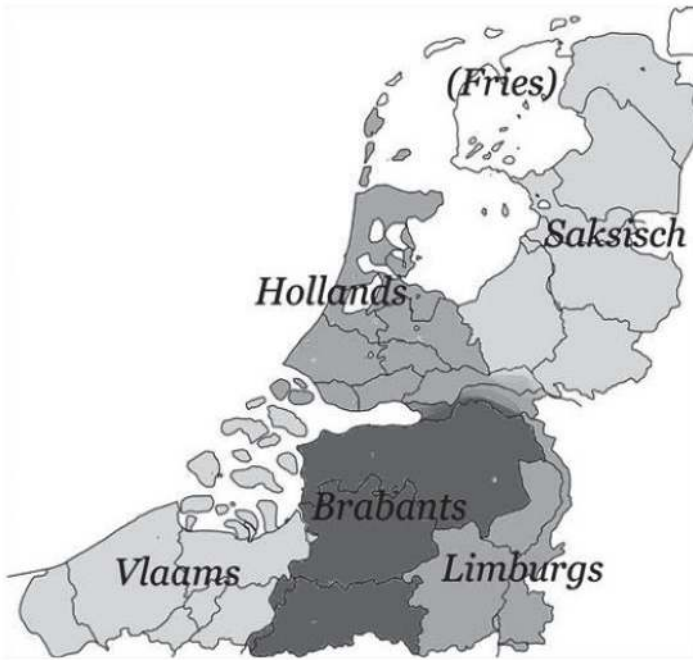 (Fries)
Saksisch
Hollands
Brabants
Vlaams
Limburgs